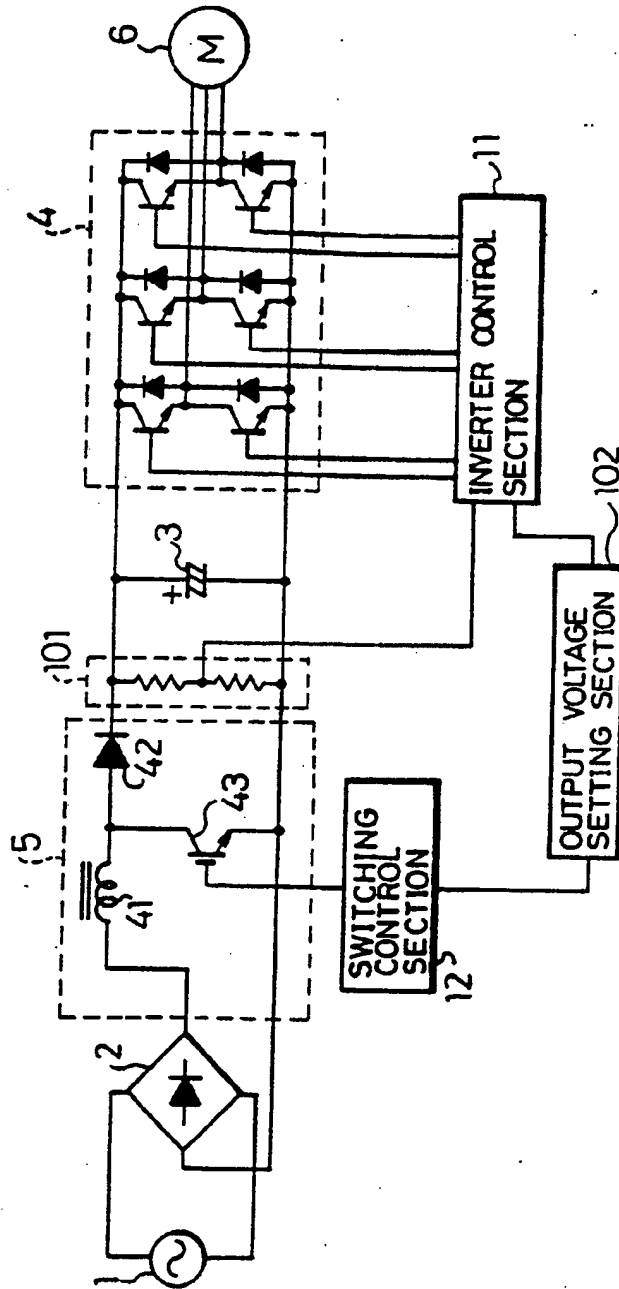 1
2
5
41
42
43
101
3
+
4
6
M
SWITCHING
CONTROL
SECTION
12
OUTPUT VOLTAGE
SETTING SECTION
102
INVERTER CONTROL
SECTION
11